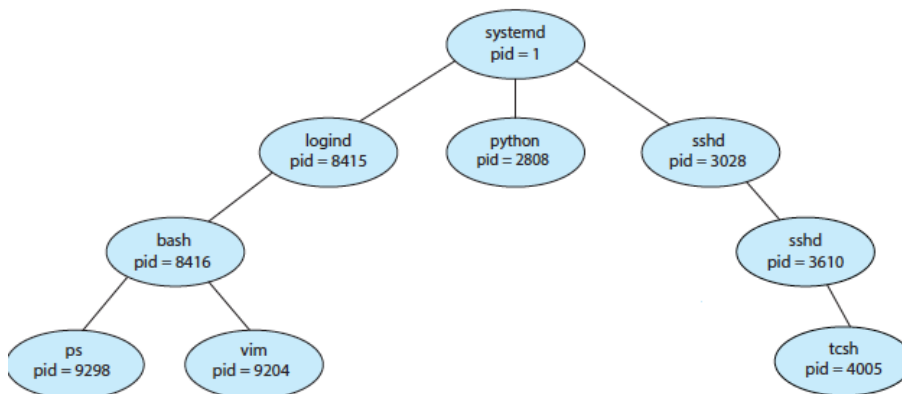 systemd
pid = 1
logind
pid = 8415
python
pid = 2808
sshd
pid = 3028
bash
pid = 8416
sshd
pid = 3610
ps
pid = 9298
vim
pid = 9204
tcsh
pid = 4005